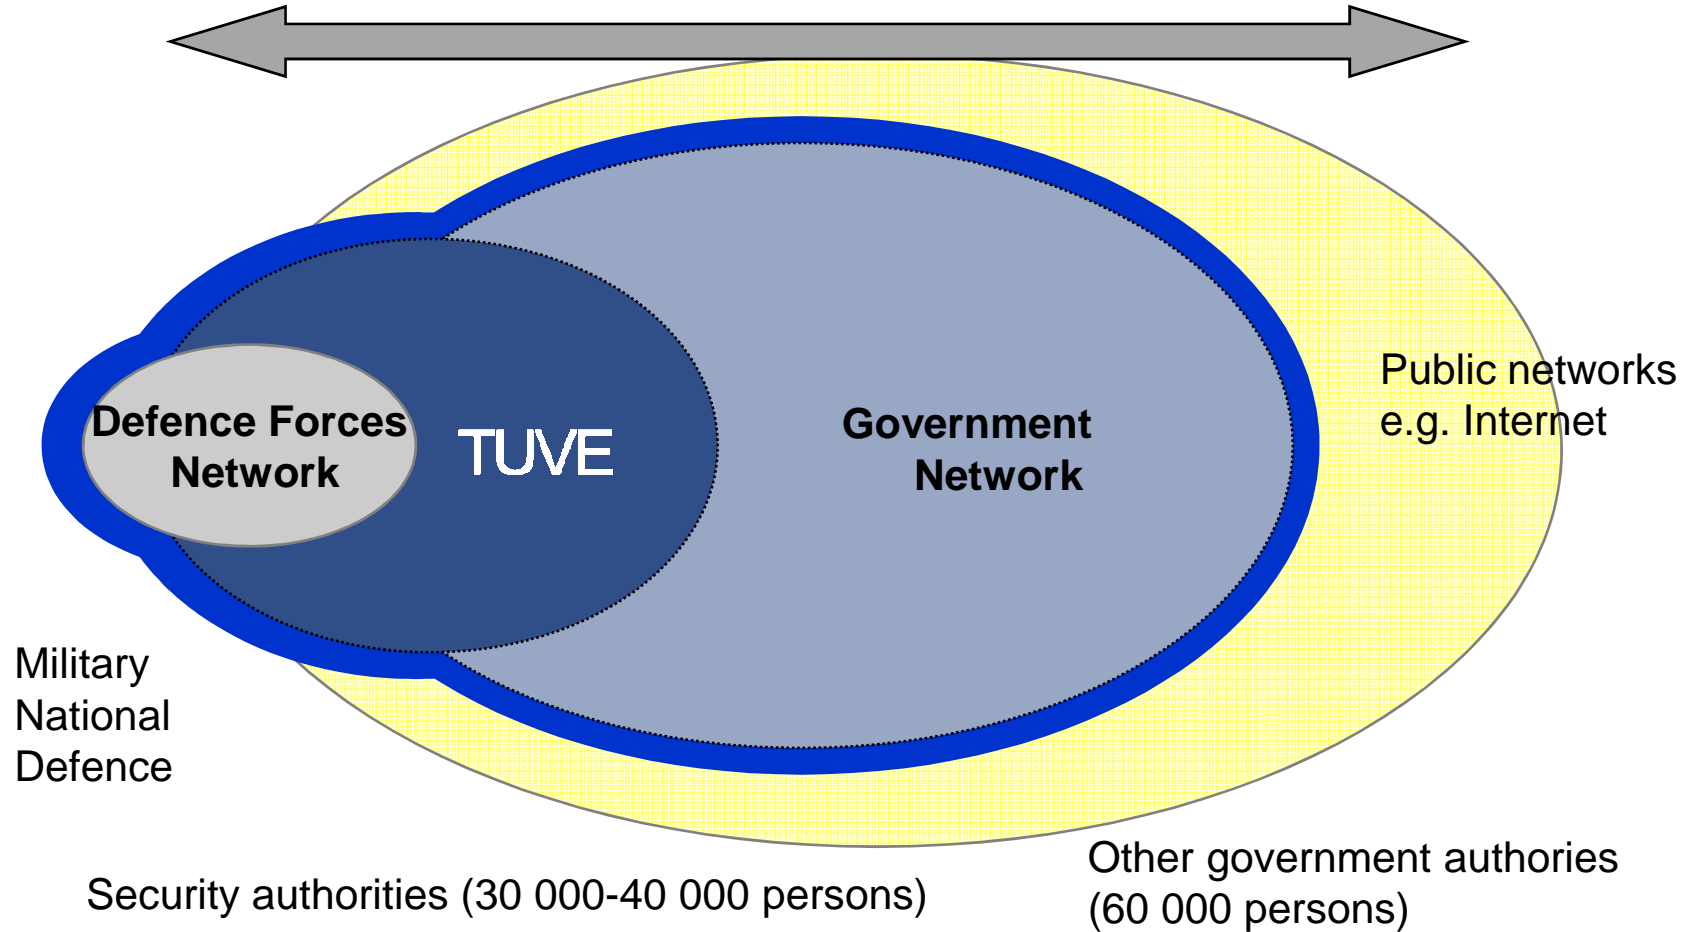 Public networks
e.g. Internet
Defence Forces
Network
TUVE
Government
Network
Military
National
Defence
Security authorities (30 000-40 000 persons)
Other government authories
(60 000 persons)